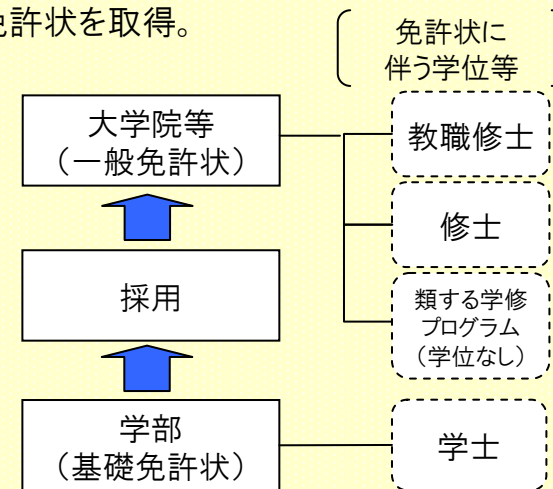 許状を取得。
免許状に
伴う学位等
大学院等
（一般免許状）
教職修士
修士
採用
類する学修
プログラム
（学位なし）
学部
（基礎免許状）
学士